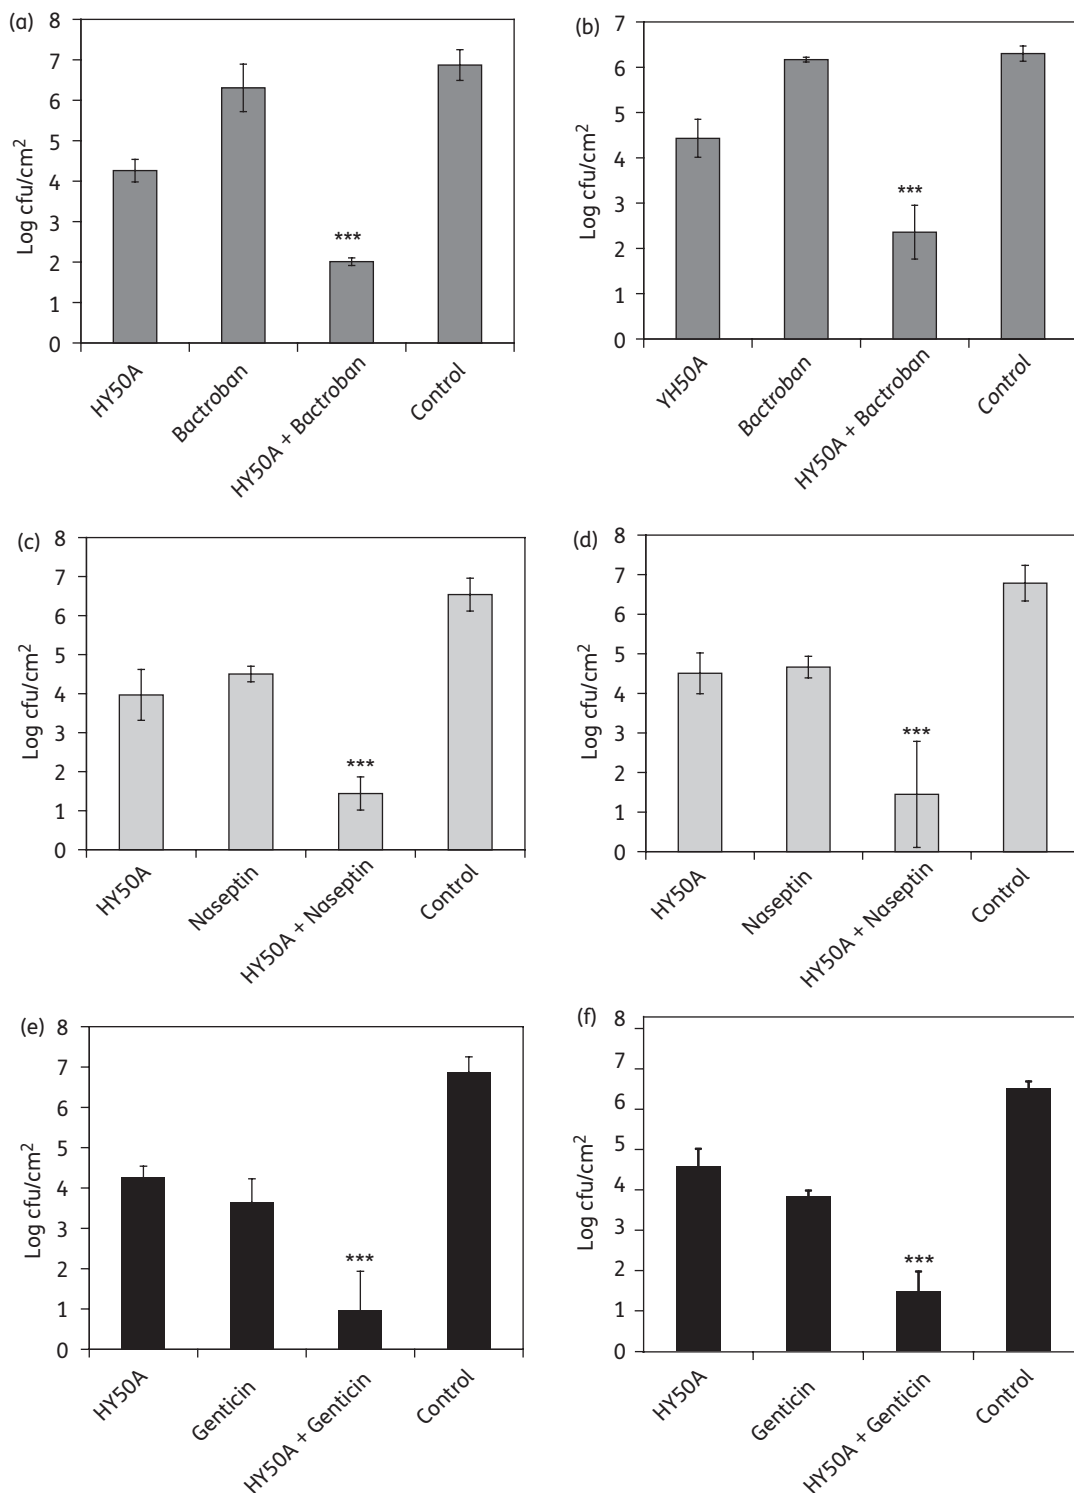 (a)
8
7
6
5
4
3
2
1
0
Log cfu/cm2
HY50A
Bactroban
HY50A + Bactroban
Control
***
(b)
7
6
5
4
3
2
1
0
Log cfu/cm2
YH50A
Bactroban
HY50A + Bactroban
Control
***
(c)
8
7
6
5
4
3
2
1
0
Log cfu/cm2
HY50A
Naseptin
HY50A + Naseptin
Control
***
(d)
8
7
6
5
4
3
2
1
0
Log cfu/cm2
HY50A
Naseptin
HY50A + Naseptin
Control
***
(e)
8
7
6
5
4
3
2
1
0
Log cfu/cm2
HY50A
Genticin
HY50A + Genticin
Control
***
(f)
8
7
6
5
4
3
2
1
0
Log cfu/cm2
HY50A
Genticin
HY50A + Genticin
Control
***